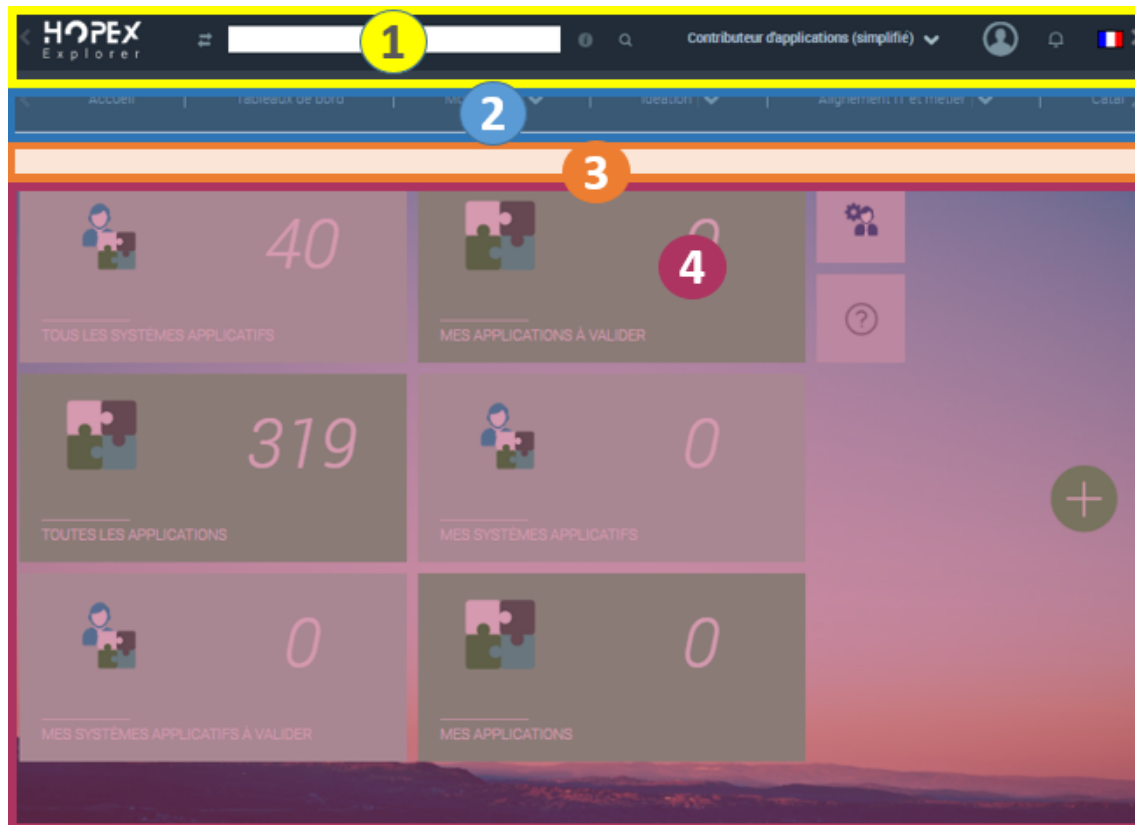 HOPEX
Explorer
1
Contributeur d'applications (simplifié)
Accueil | Tableaux de bord | | Idéation | Alignement IT et métier | Catal
2
3
40
TOUS LES SYSTÈMES APPLICATIFS
0
4
MES APPLICATIONS À VALIDER
?
319
TOUTES LES APPLICATIONS
0
MES SYSTÈMES APPLICATIFS
0
MES SYSTÈMES APPLICATIFS À VALIDER
0
MES APPLICATIONS